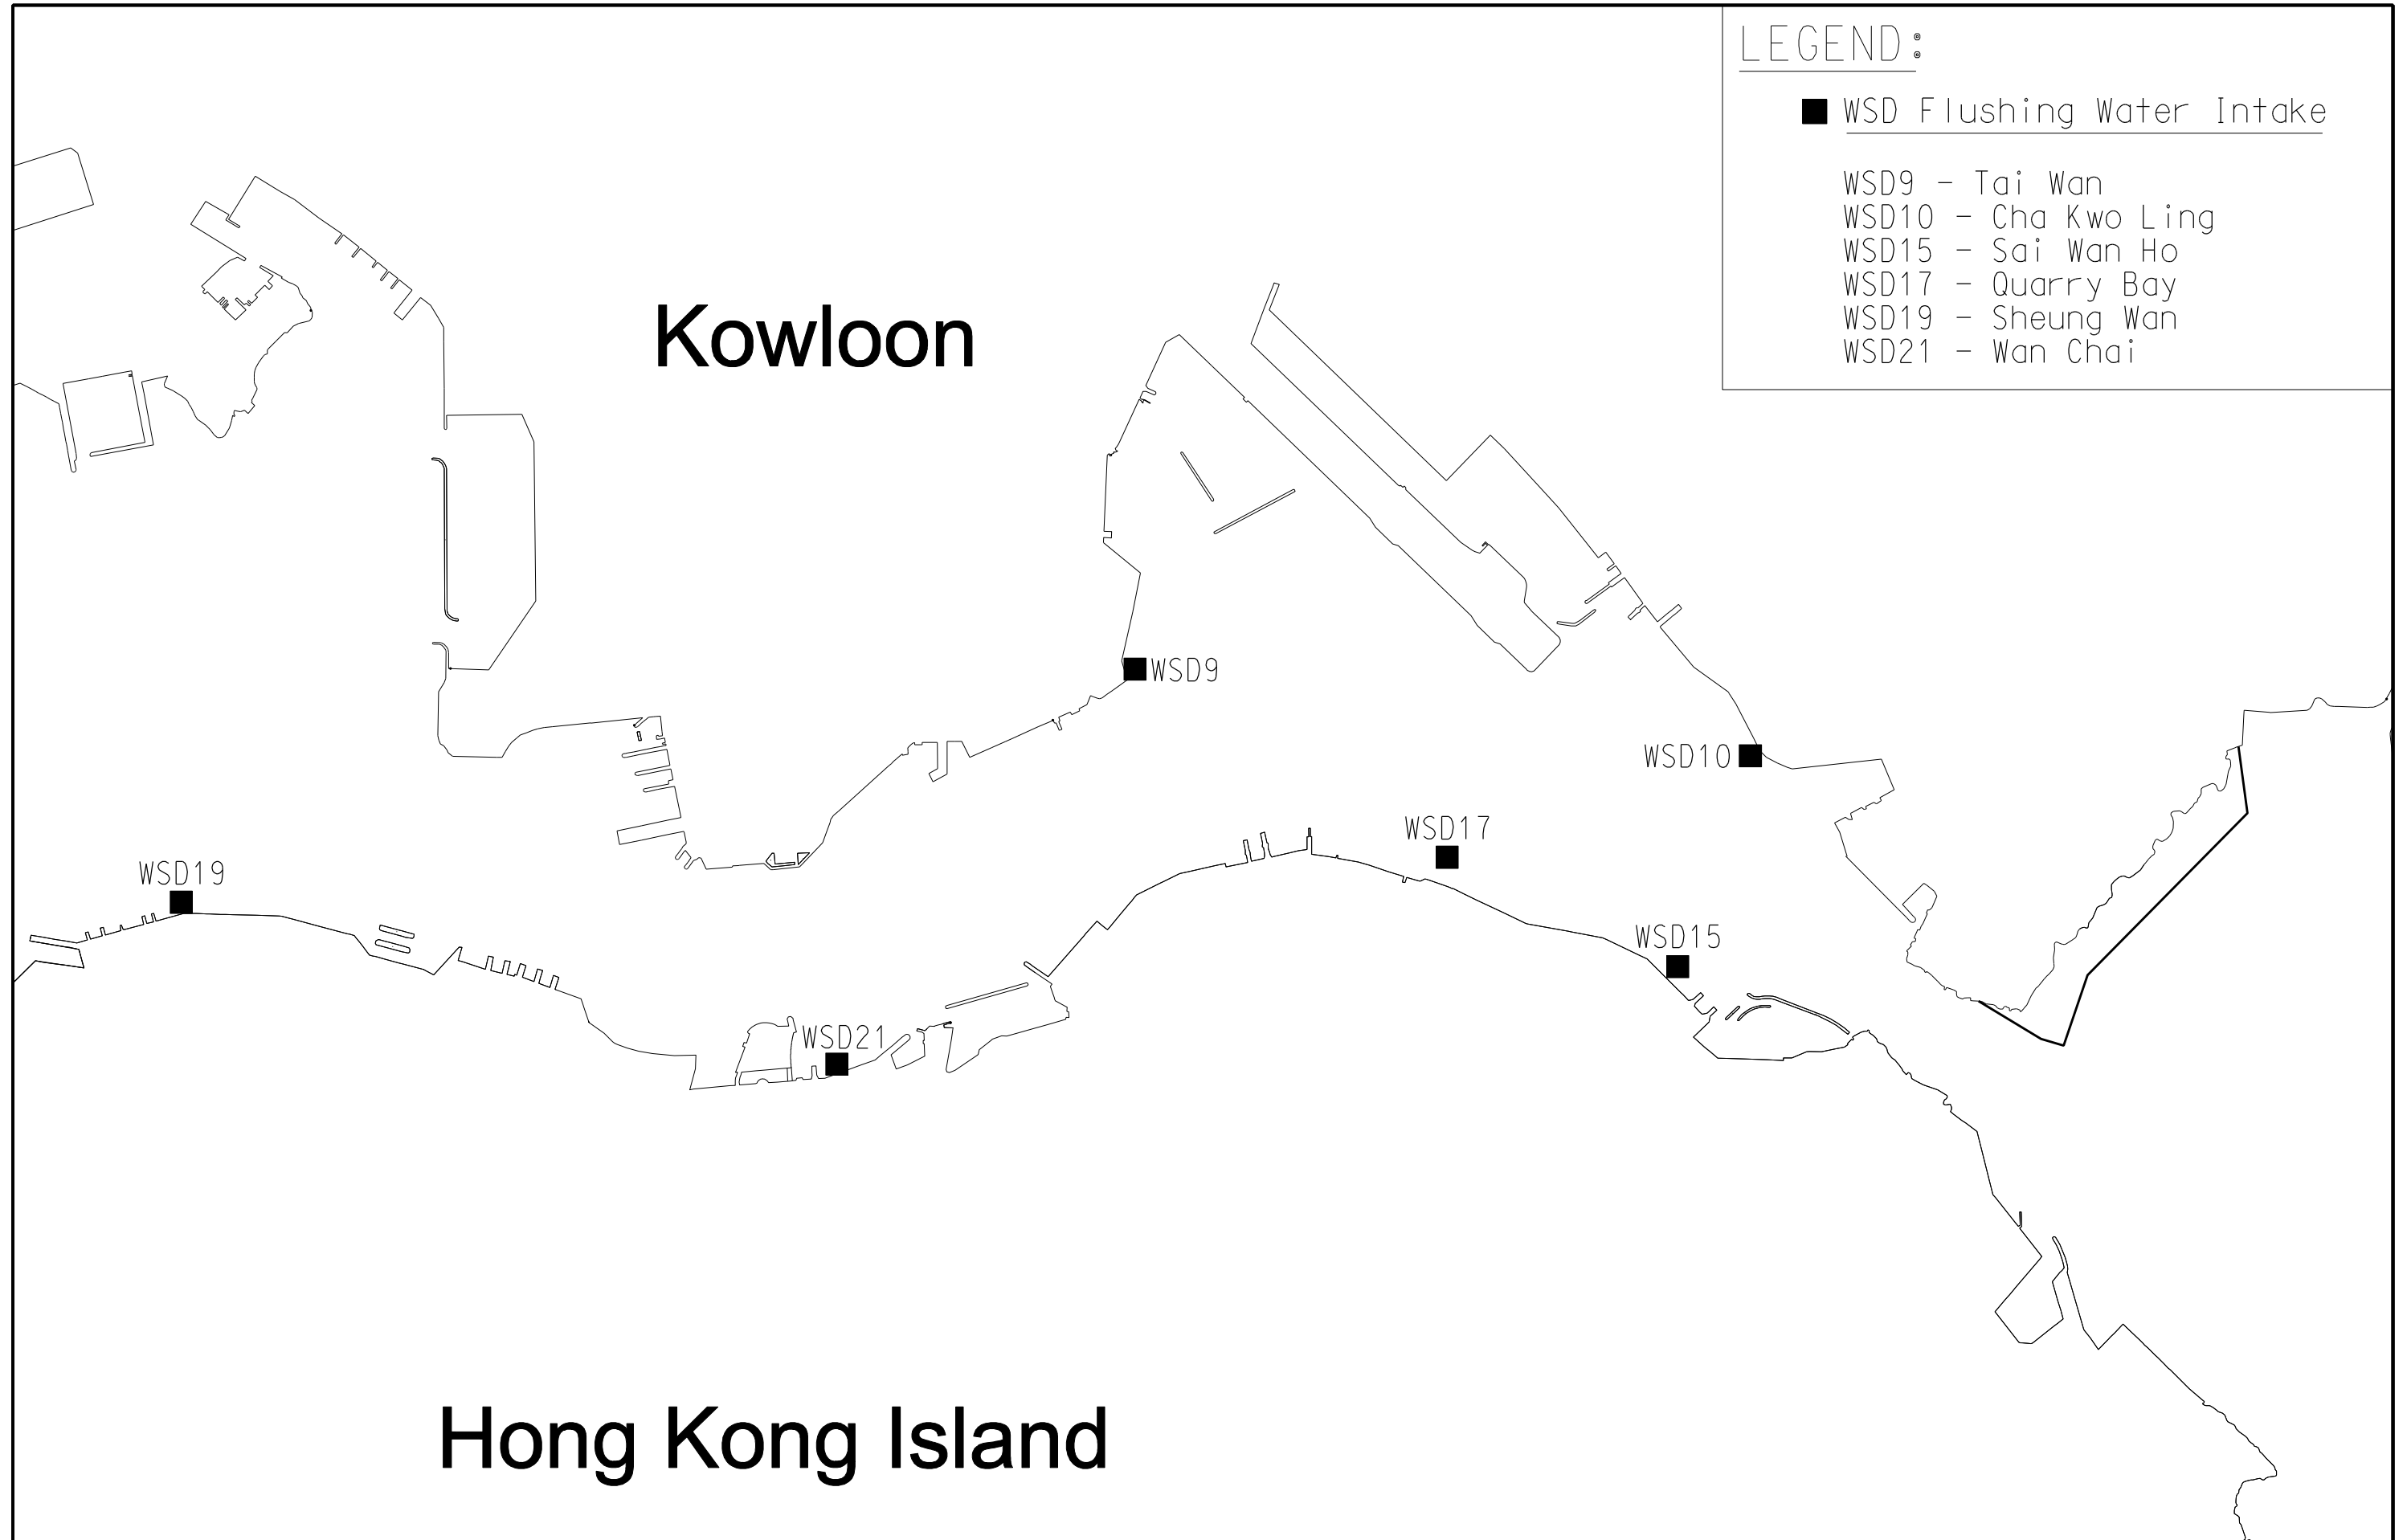 LEGEND:
WSD Flushing Water Intake
WSD9 - Tai Wan
WSD10 - Cha Kwo Ling
WSD15 - Sai Wan Ho
WSD17 - Quarry Bay
WSD19 - Sheung Wan
WSD21 - Wan Chai
Kowloon
WSD9
WSD10
WSD17
WSD19
WSD15
WSD21
Hong Kong Island